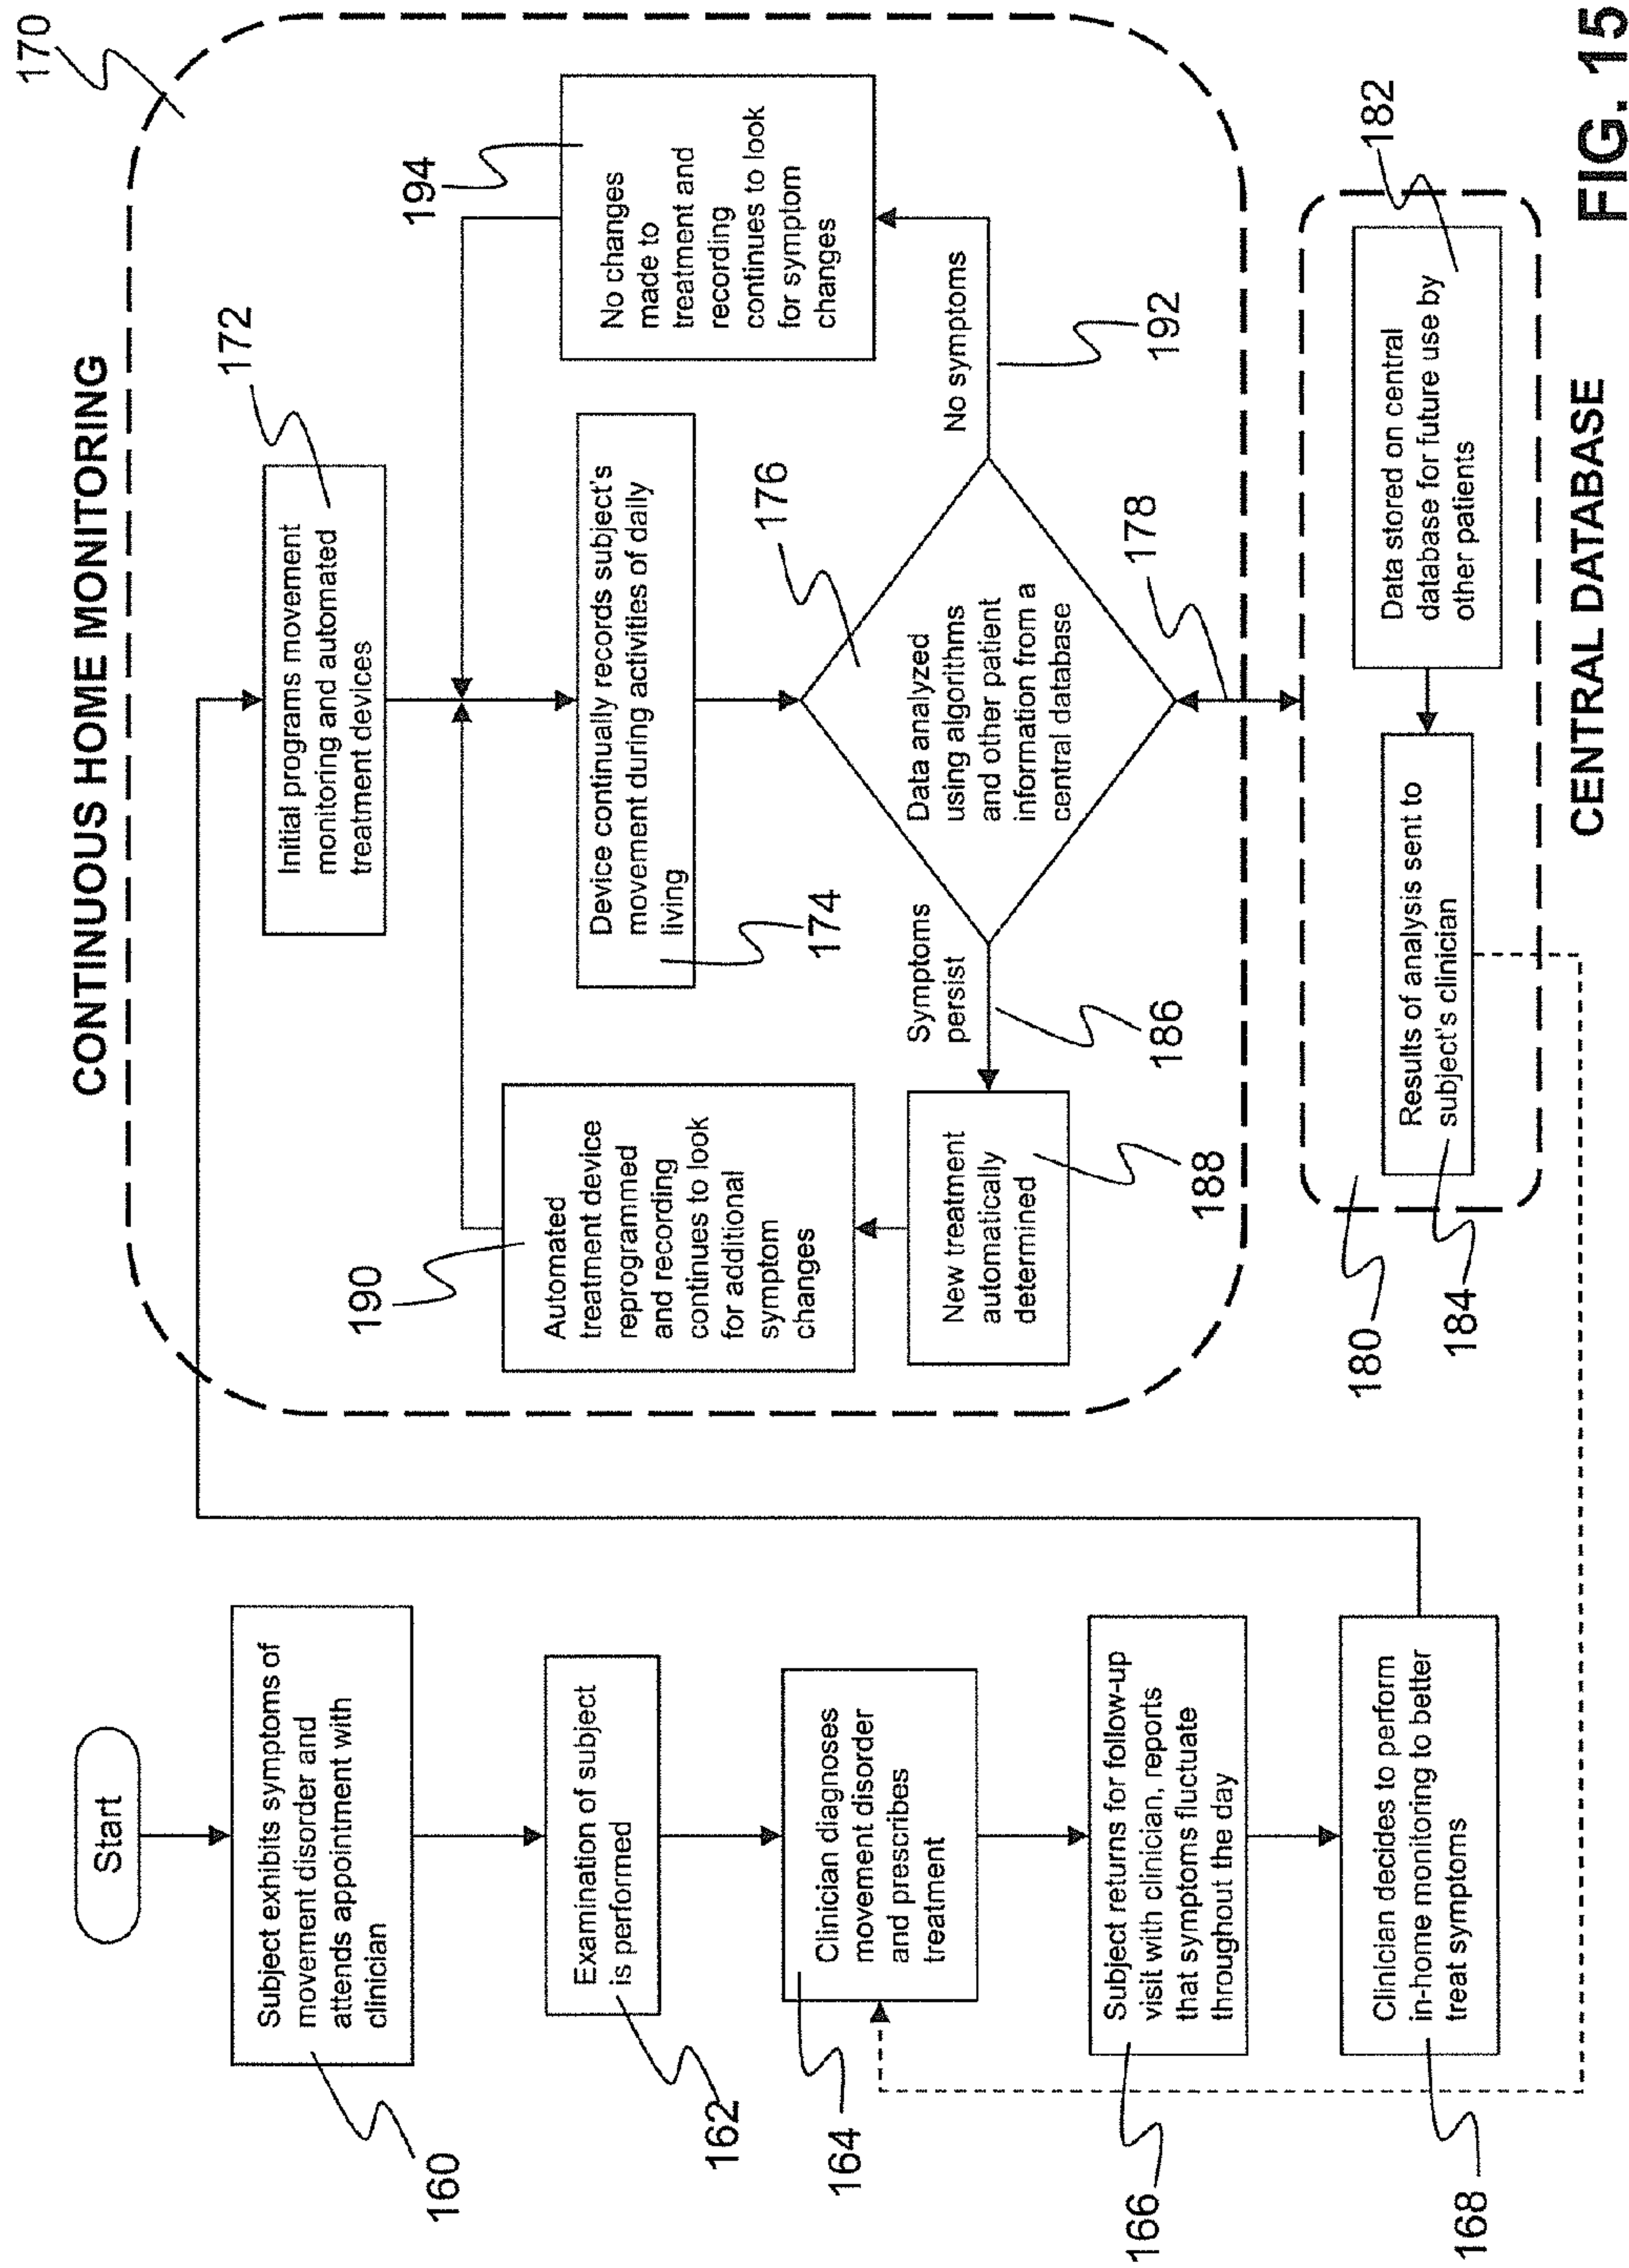 Start
Subject exhibits symptoms of
movement disorder and
attends appointment with
clinician
160
Examination of subject
is performed
162
Clinician diagnoses
movement disorder
and prescribes
treatment
164
Subject returns for follow-up
visit with clinician, reports
that symptoms fluctuate
throughout the day
166
Clinician decides to perform
in-home monitoring to better
treat symptoms
168
CONTINUOUS HOME MONITORING
170
Initial programs movement
monitoring and automated
treatment devices
172
Automated
treatment device
reprogrammed
and recording
continues to look
for additional
symptom
changes
190
Device continually records subject's
movement during activities of daily
living
174
No changes
made to
treatment and
recording
continues to look
for symptom
changes
194
New treatment
automatically
determined
188
Symptoms
persist
186
Data analyzed
using algorithms
and other patient
information from a
central database
176
No symptoms
192
178
180
Results of analysis sent to
subject's clinician
184
Data stored on central
database for future use by
other patients
182
CENTRAL DATABASE
FIG. 15